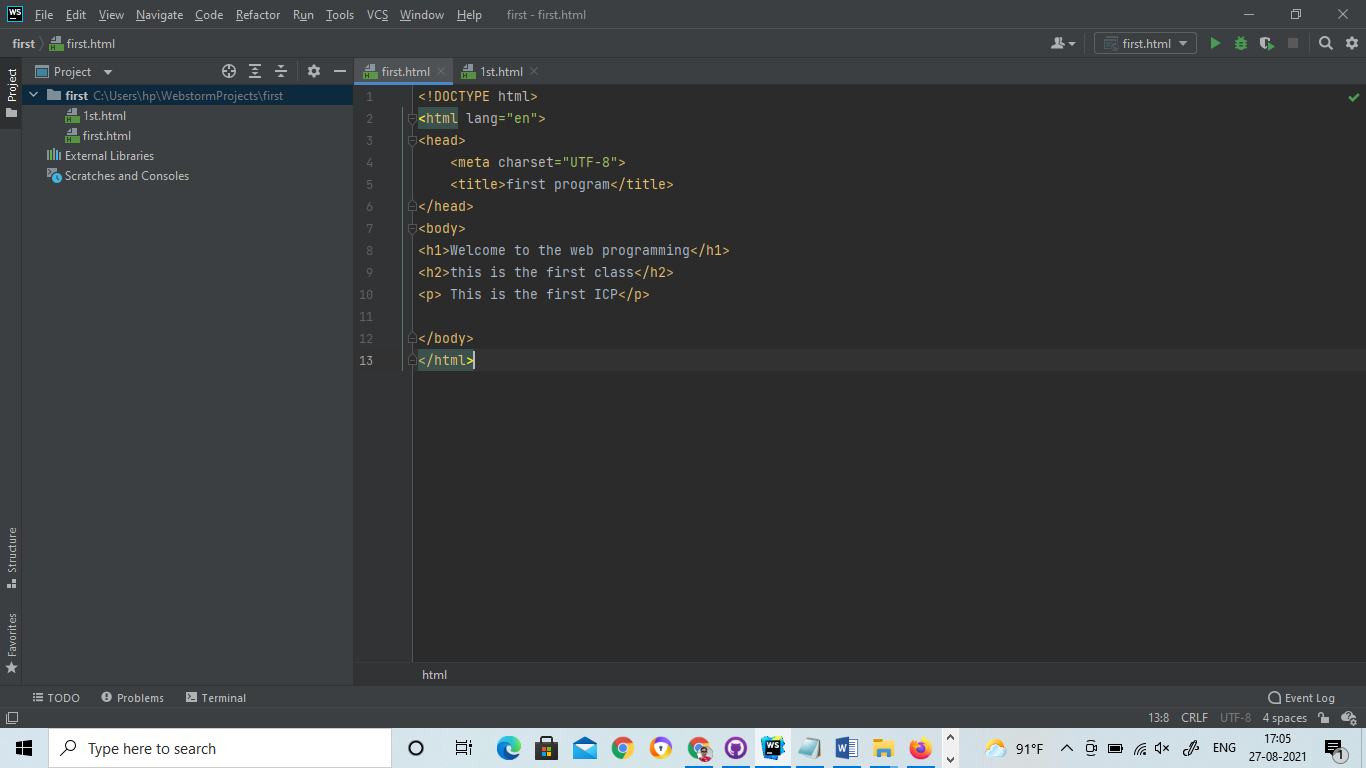 WS File Edit View Navigate Code Refactor Run Tools VCS Window Help first - first.html
first first.html first.html
Project Project first.html 1st.html
first C:\Users\hp\WebstormProjects\first
1st.html
first.html
External Libraries
Scratches and Consoles
1 <!DOCTYPE html>
2 <html lang="en">
3 <head>
4 <meta charset="UTF-8">
5 <title>first program</title>
6 </head>
7 <body>
8 <h1>Welcome to the web programming</h1>
9 <h2>this is the first class</h2>
10 <p> This is the first ICP</p>
11
12 </body>
13 </html>
Structure
Favorites
html
TODO Problems Terminal Event Log
13:8 CRLF UTF-8 4 spaces
Type here to search WS 91°F ENG 17:05
27-08-2021 1